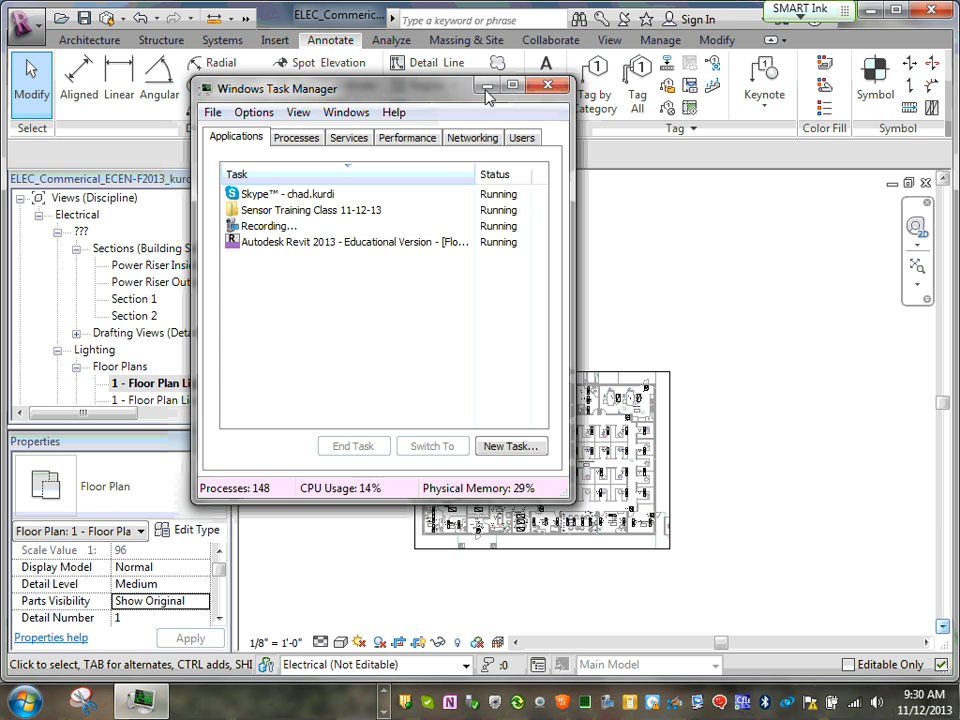 ELEC_Commerical...
Type a keyword or phrase
Sign In
SMART Ink
Architecture
Structure
Systems
Insert
Annotate
Analyze
Massing & Site
Collaborate
View
Manage
Modify
Modify
Aligned
Linear
Angular
Radial
Spot Elevation
Detail Line
Tag by
Category
Tag
All
Keynote
Symbol
Select
Tag
Color Fill
Symbol
Windows Task Manager
File
Options
View
Windows
Help
Applications
Processes
Services
Performance
Networking
Users
Task
Status
Skype™ - chad.kurdi
Running
Sensor Training Class 11-12-13
Running
Recording...
Running
Autodesk Revit 2013 - Educational Version - [Flo...
Running
End Task
Switch To
New Task...
Processes: 148
CPU Usage: 14%
Physical Memory: 29%
ELEC_Commerical_ECEN-F2013_kurd
Views (Discipline)
Electrical
???
Sections (Building S
Power Riser Insi
Power Riser Out
Section 1
Section 2
Drafting Views (Deta
Lighting
Floor Plans
1 - Floor Plan Li
1 - Floor Plan Li
2D
Properties
Floor Plan
Floor Plan: 1 - Floor Pla
Edit Type
Scale Value 1:
96
Display Model
Normal
Detail Level
Medium
Parts Visibility
Show Original
Detail Number
1
Properties help
Apply
1/8" = 1'-0"
Click to select, TAB for alternates, CTRL adds, SHI
Electrical (Not Editable)
:0
Main Model
Editable Only
9:30 AM
11/12/2013